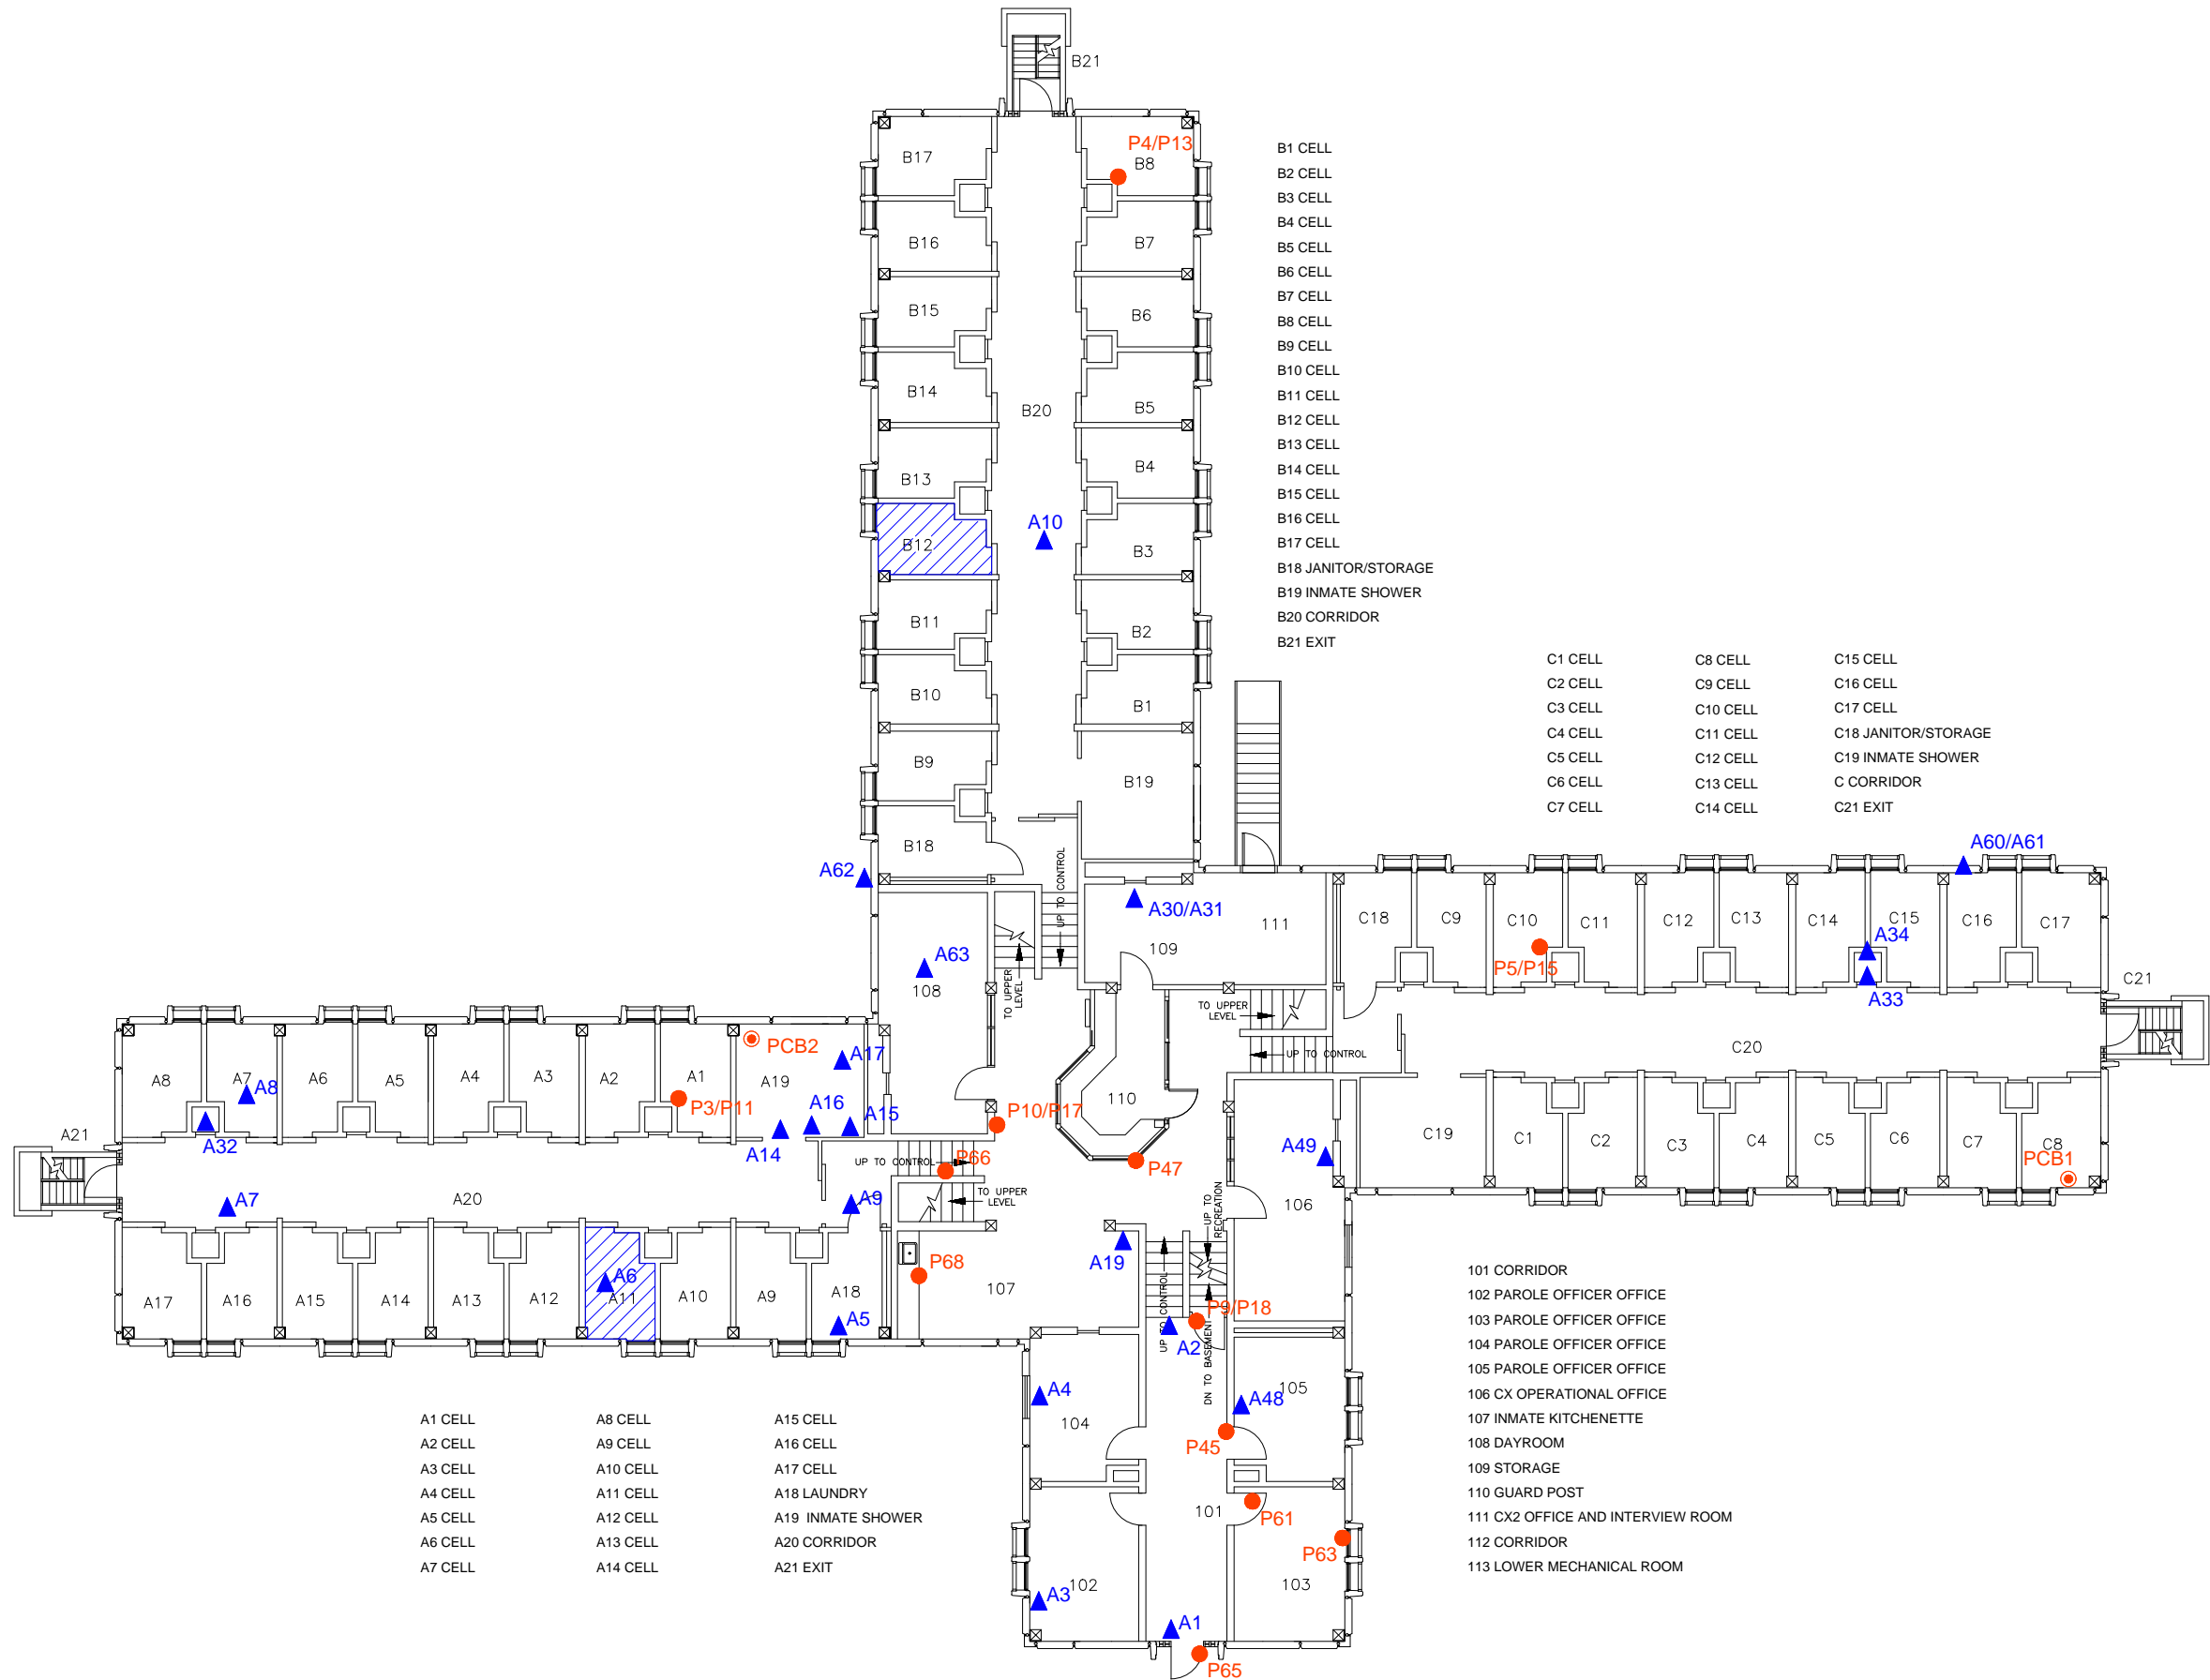 B21
P4/P13
B17
B8
B16
B7
B15
B6
B14
B20
B5
B13
B4
A10
B12
B3
B11
B2
B10
B1
B9
B19
B18
B1 CELL
B2 CELL
B3 CELL
B4 CELL
B5 CELL
B6 CELL
B7 CELL
B8 CELL
B9 CELL
B10 CELL
B11 CELL
B12 CELL
B13 CELL
B14 CELL
B15 CELL
B16 CELL
B17 CELL
B18 JANITOR/STORAGE
B19 INMATE SHOWER
B20 CORRIDOR
B21 EXIT
C1 CELL
C2 CELL
C3 CELL
C4 CELL
C5 CELL
C6 CELL
C7 CELL
C8 CELL
C9 CELL
C10 CELL
C11 CELL
C12 CELL
C13 CELL
C14 CELL
C15 CELL
C16 CELL
C17 CELL
C18 JANITOR/STORAGE
C19 INMATE SHOWER
C CORRIDOR
C21 EXIT
A62
A60/A61
UP TO CONTROL
A30/A31
111
109
A63
108
TO UPPER
LEVEL
C18
C9
C10
C11
C12
C13
C14
C15
C16
C17
A34
P5/P15
A33
C21
TO UPPER
LEVEL
UP TO CONTROL
C20
PCB2
A17
A8
A7
A6
A5
A4
A3
A2
A1
A19
A8
P3/P11
A16
A15
P10/P17
110
A32
A21
A14
UP TO CONTROL
P66
P47
A49
C19
C1
C2
C3
C4
C5
C6
C7
C8
PCB1
A7
A20
A9
TO UPPER
LEVEL
UP TO
RECREATION
106
A19
P68
A6
A17
A16
A15
A14
A13
A12
A11
A10
A9
A18
A5
107
UP TO CONTROL
P9/P18
A2
DN TO BASEMENT
A4
104
A48
105
P45
101
P61
P63
A3
102
103
A1
P65
101 CORRIDOR
102 PAROLE OFFICER OFFICE
103 PAROLE OFFICER OFFICE
104 PAROLE OFFICER OFFICE
105 PAROLE OFFICER OFFICE
106 CX OPERATIONAL OFFICE
107 INMATE KITCHENETTE
108 DAYROOM
109 STORAGE
110 GUARD POST
111 CX2 OFFICE AND INTERVIEW ROOM
112 CORRIDOR
113 LOWER MECHANICAL ROOM
A1 CELL
A2 CELL
A3 CELL
A4 CELL
A5 CELL
A6 CELL
A7 CELL
A8 CELL
A9 CELL
A10 CELL
A11 CELL
A12 CELL
A13 CELL
A14 CELL
A15 CELL
A16 CELL
A17 CELL
A18 LAUNDRY
A19 INMATE SHOWER
A20 CORRIDOR
A21 EXIT